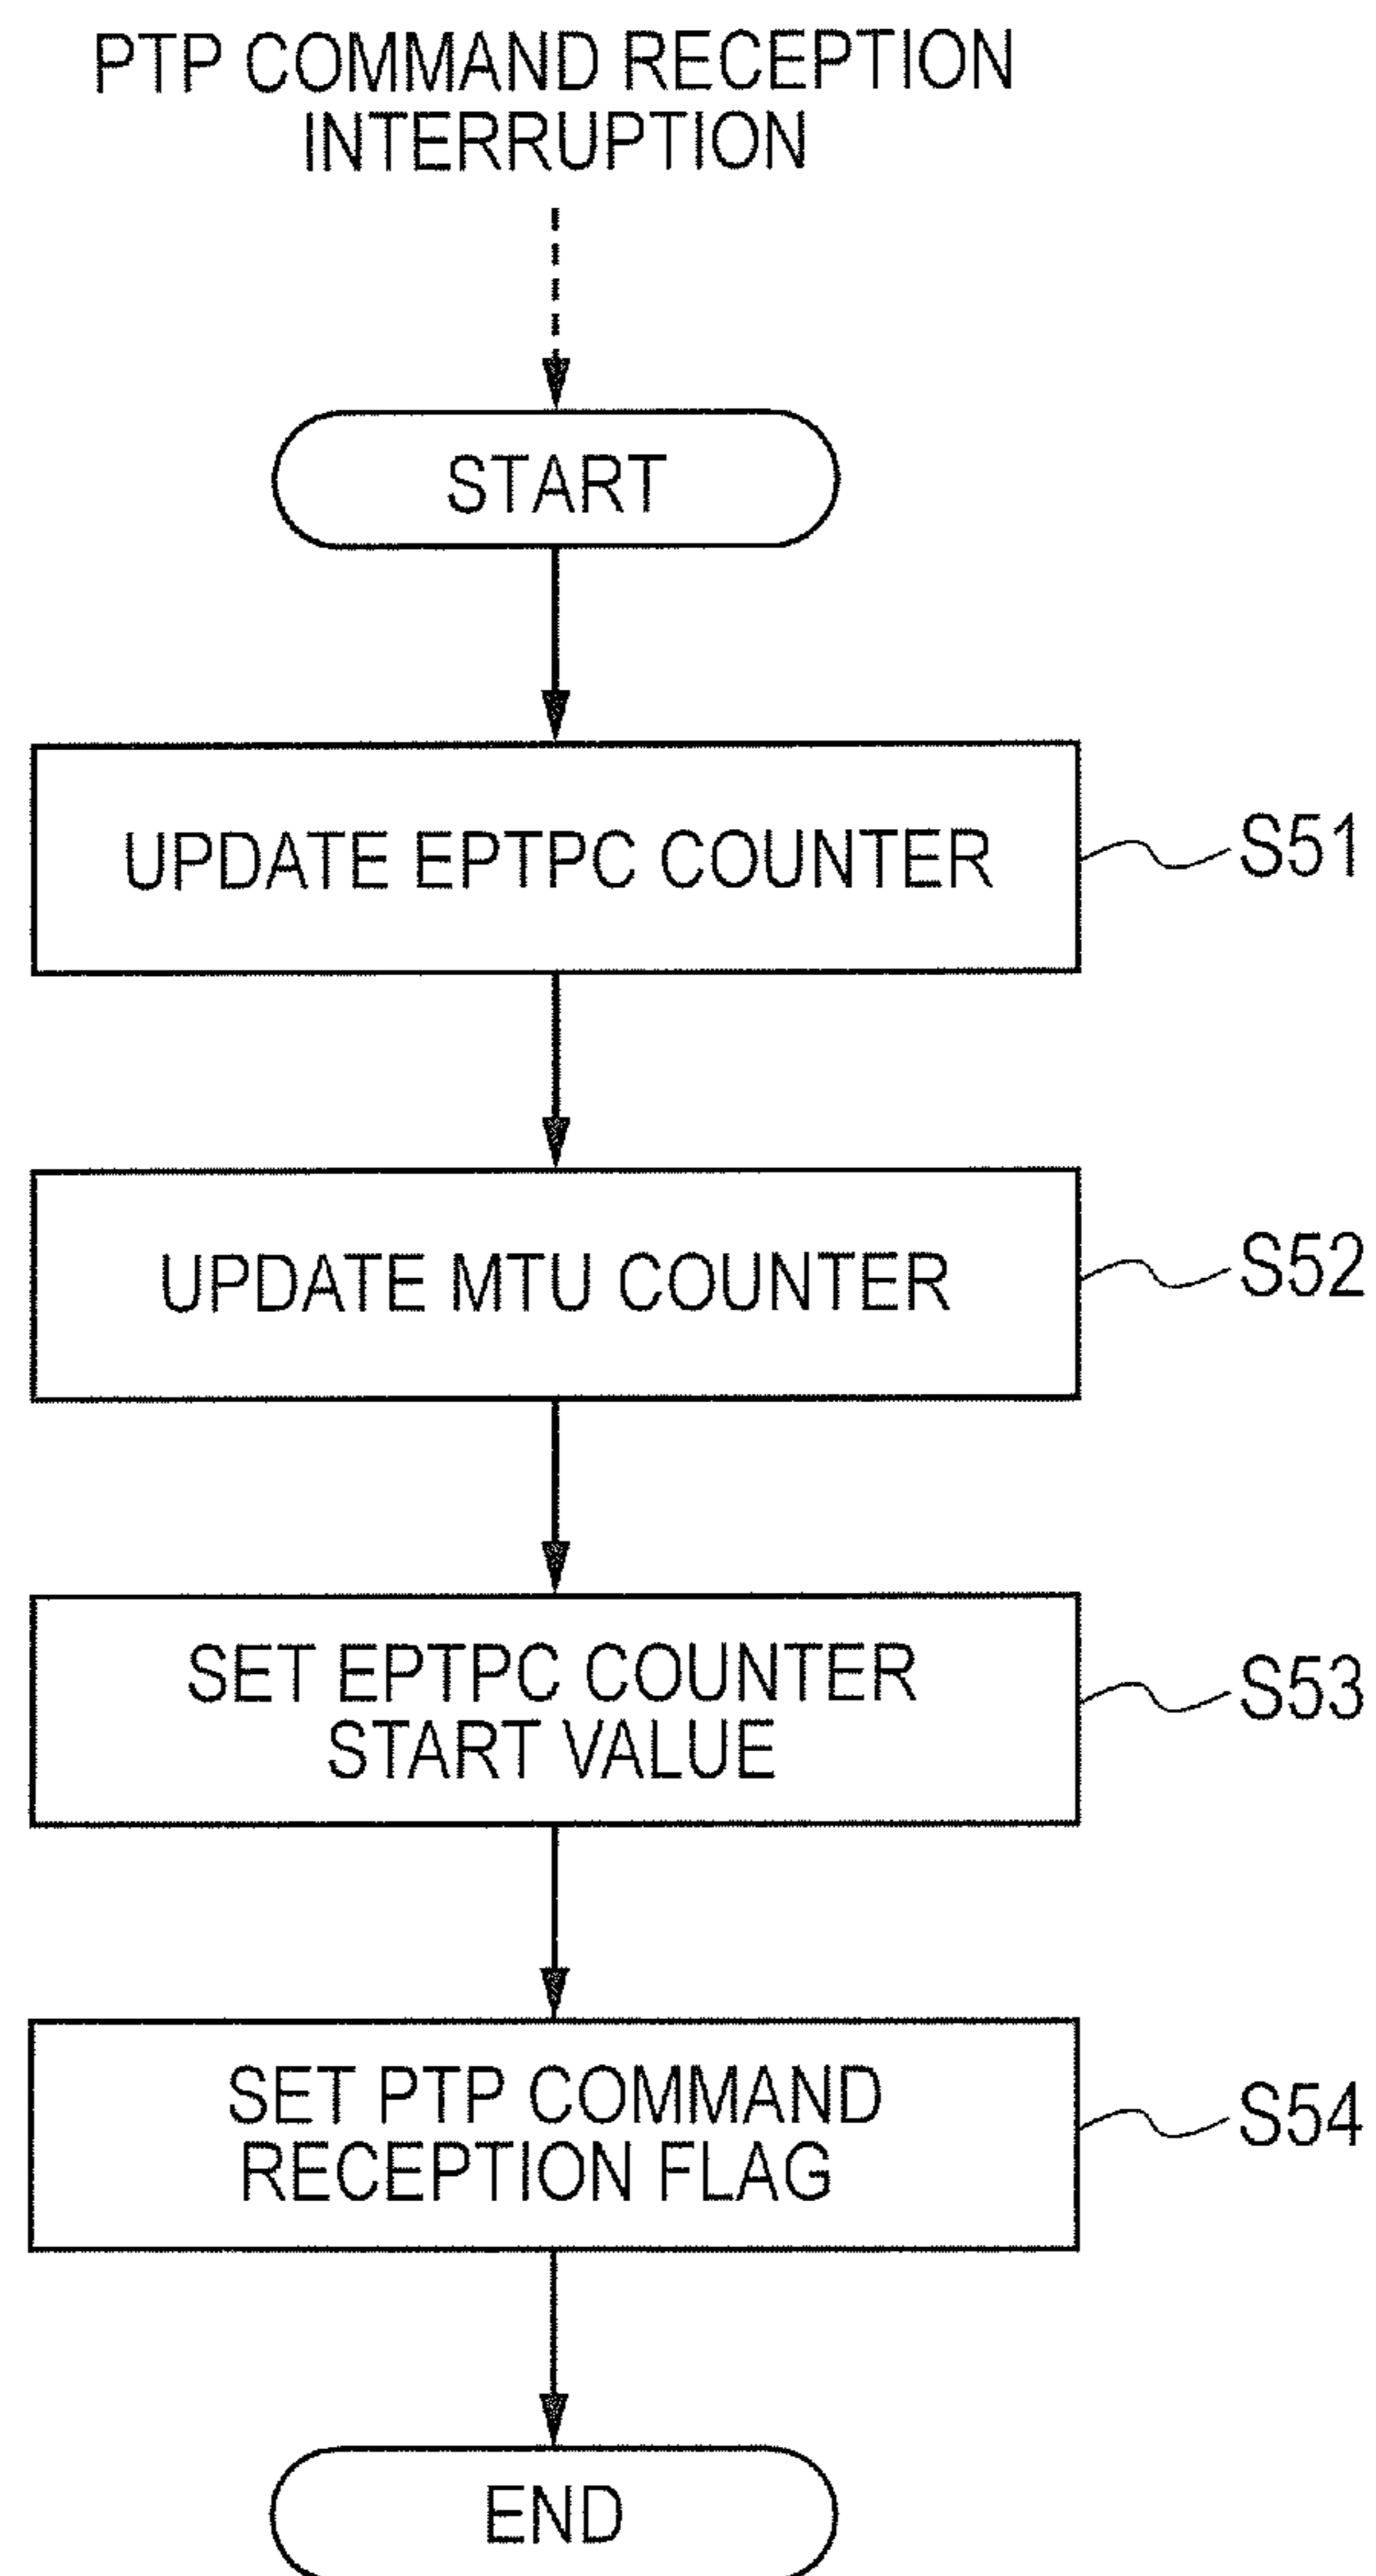 PTP COMMAND RECEPTION
INTERRUPTION
START
UPDATE EPTPC COUNTER
S51
UPDATE MTU COUNTER
S52
SET EPTPC COUNTER
START VALUE
S53
SET PTP COMMAND
RECEPTION FLAG
S54
END